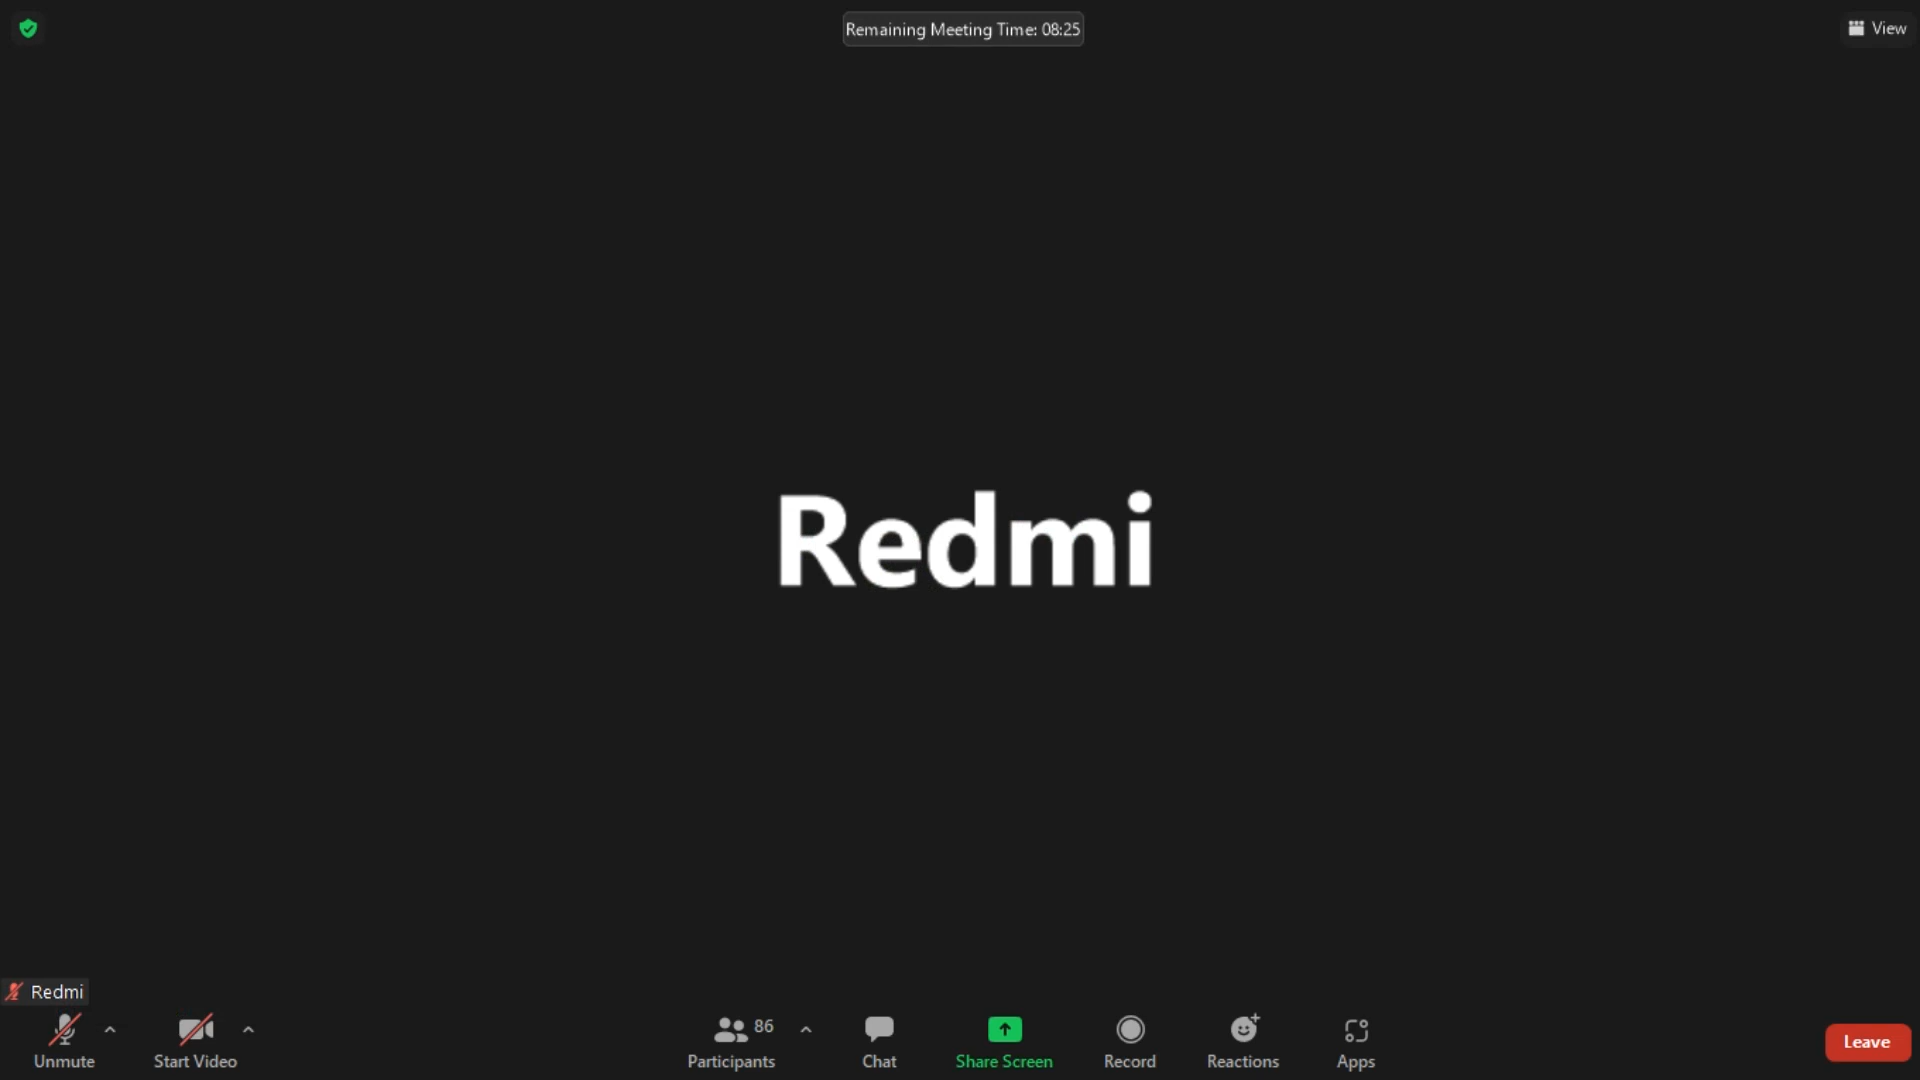 Remaining Meeting Time: 08:25
View
Redmi
Redmi
86
Unmute
Start Video
Participants
Chat
Share Screen
Record
Reactions
Apps
Leave